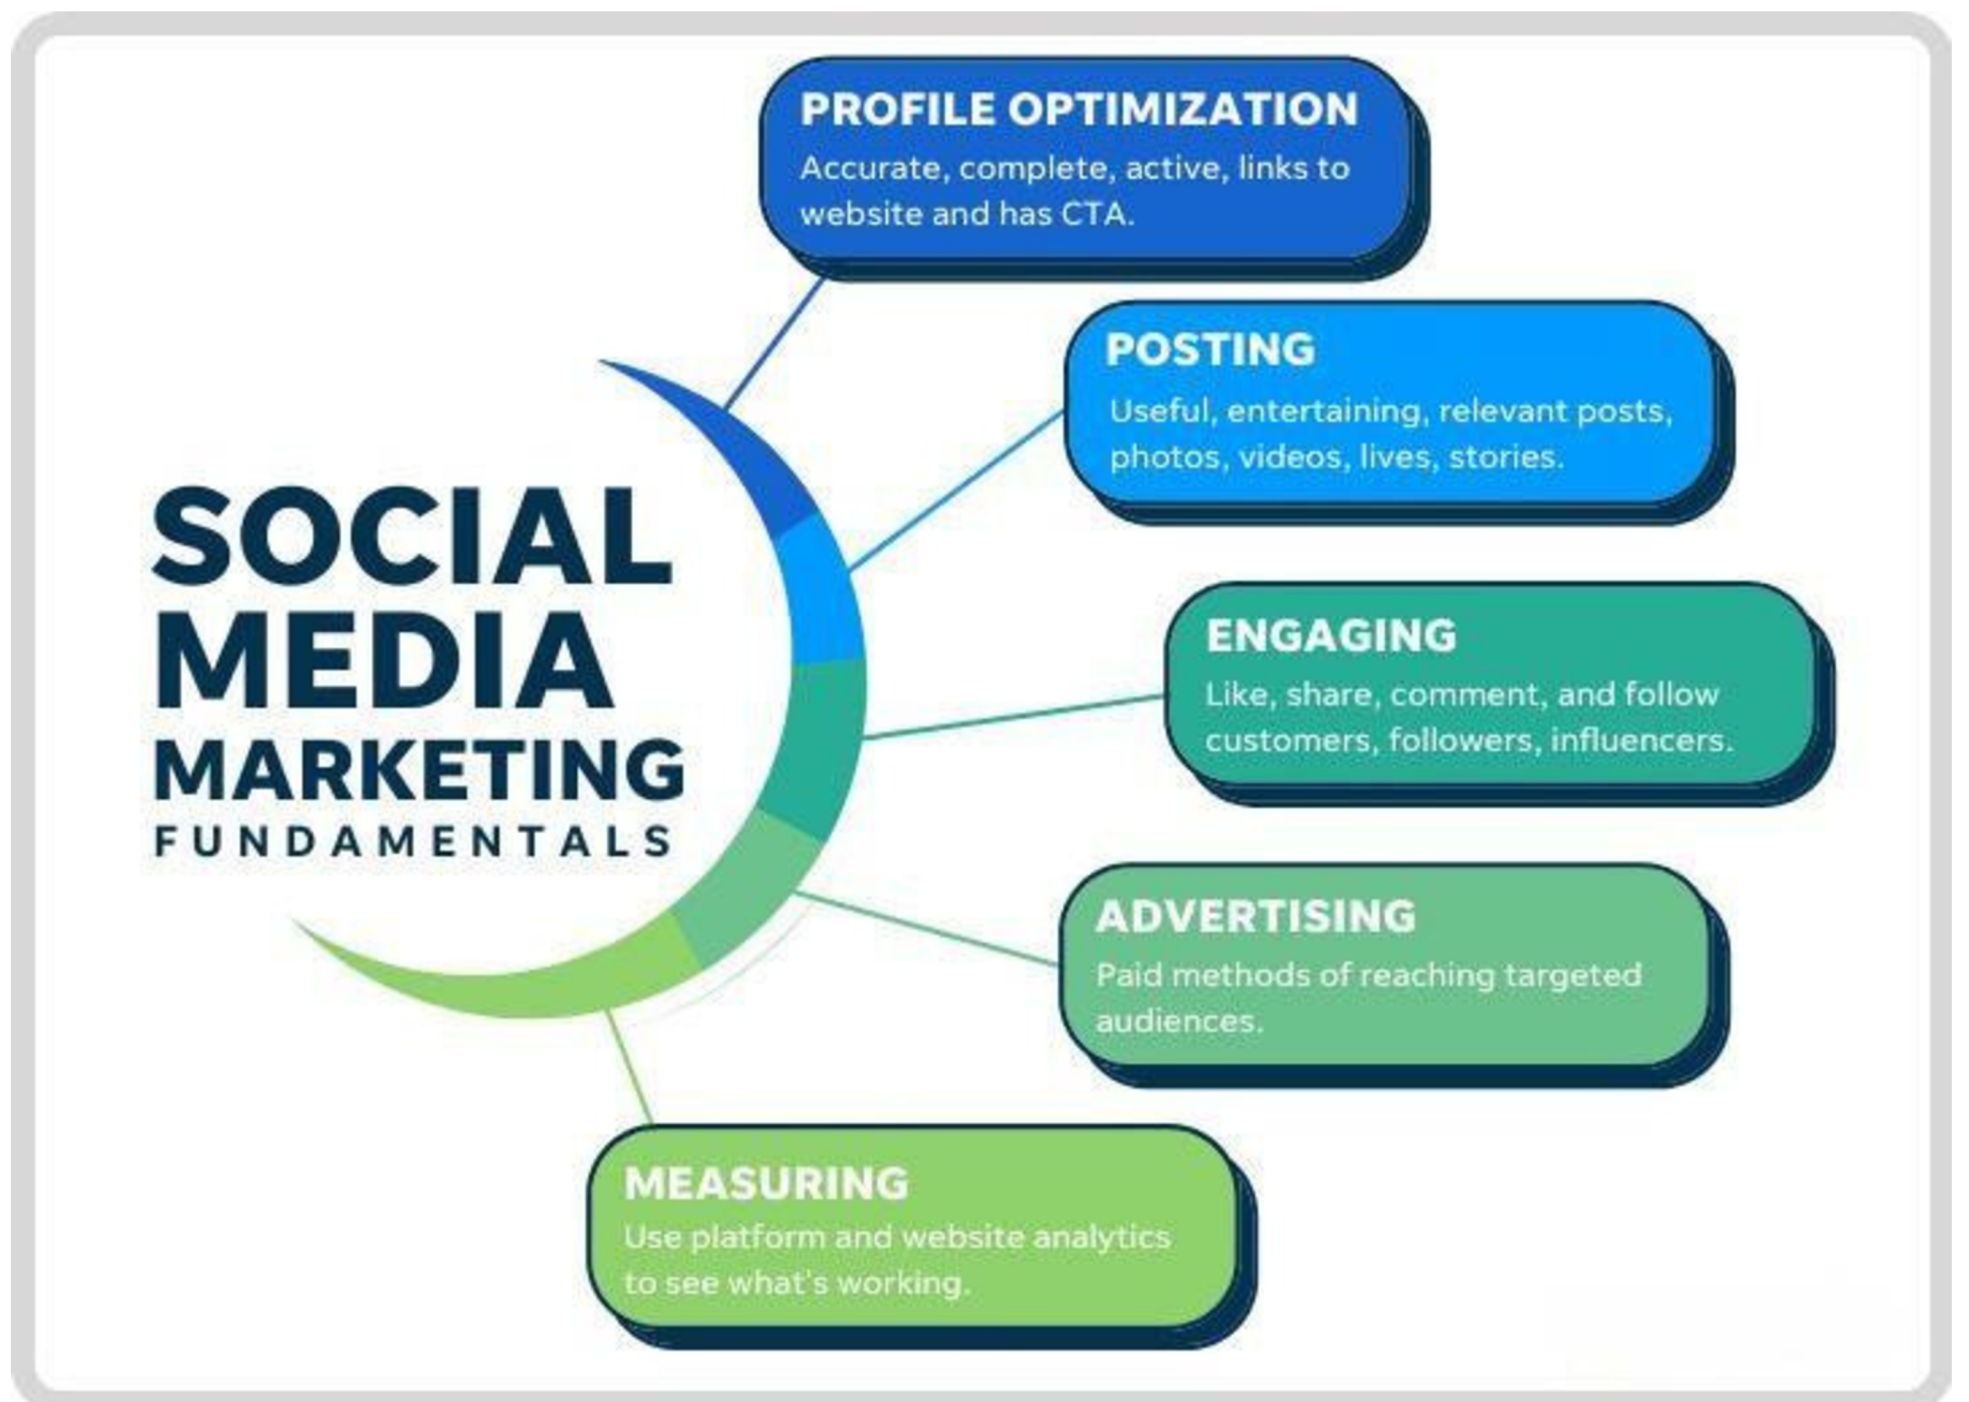 SOCIAL
MEDIA
MARKETING
FUNDAMENTALS
PROFILE OPTIMIZATION
Accurate, complete, active, links to
website and has CTA.
POSTING
Useful, entertaining, relevant posts,
photos, videos, lives, stories.
ENGAGING
Like, share, comment, and follow
customers, followers, influencers.
ADVERTISING
Paid methods of reaching targeted
audiences.
MEASURING
Use platform and website analytics
to see what's working.